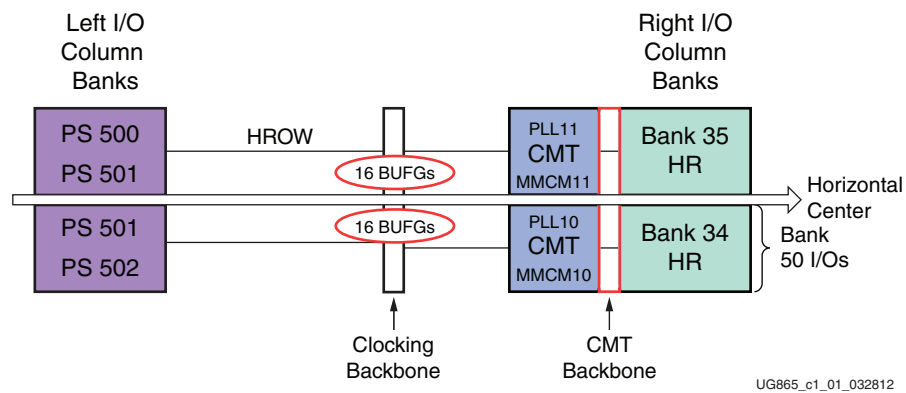 Left I/O
Column
Banks
Right I/O
Column
Banks
PS 500
PS 501
HROW
16 BUFGs
PLL11
CMT
MMCM11
Bank 35
HR
Horizontal
Center
PS 501
PS 502
16 BUFGs
PLL10
CMT
MMCM10
Bank 34
HR
Bank
50 I/Os
Clocking
Backbone
CMT
Backbone
UG865_c1_01_032812